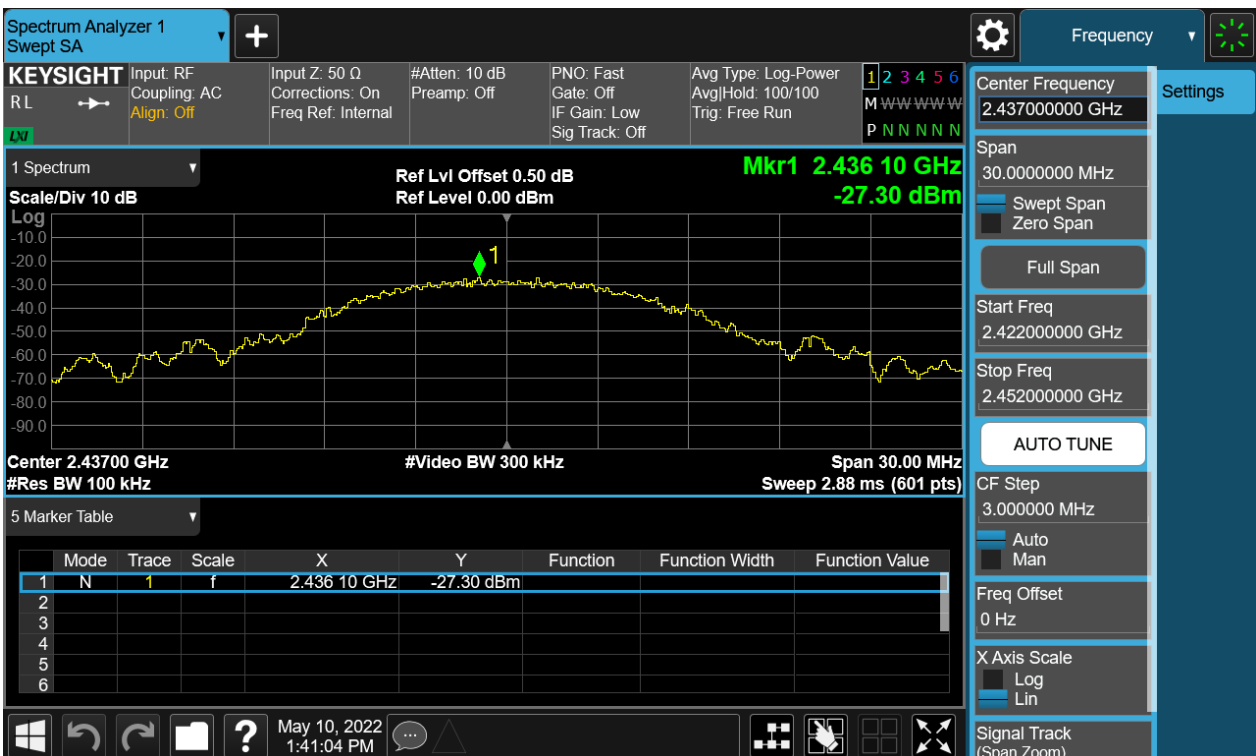 Spectrum Analyzer 1
Swept SA
Frequency
KEYSIGHT
R L
LXI
Input: RF
Coupling: AC
Align: Off
Input Z: 50 Ω
Corrections: On
Freq Ref: Internal
#Atten: 10 dB
Preamp: Off
PNO: Fast
Gate: Off
IF Gain: Low
Sig Track: Off
Avg Type: Log-Power
Avg|Hold: 100/100
Trig: Free Run
1 2 3 4 5 6
M W W W W W
P N N N N N
1 Spectrum
Scale/Div 10 dB
Ref Lvl Offset 0.50 dB
Ref Level 0.00 dBm
Mkr1 2.436 10 GHz
-27.30 dBm
Log
-10.0
-20.0
-30.0
-40.0
-50.0
-60.0
-70.0
-80.0
-90.0
1
Center 2.43700 GHz
#Res BW 100 kHz
#Video BW 300 kHz
Span 30.00 MHz
Sweep 2.88 ms (601 pts)
5 Marker Table
Mode Trace Scale X Y Function Function Width Function Value
1 N 1 f 2.436 10 GHz -27.30 dBm
2
3
4
5
6
May 10, 2022
1:41:04 PM
?
Center Frequency
2.437000000 GHz
Settings
Span
30.0000000 MHz
Swept Span
Zero Span
Full Span
Start Freq
2.422000000 GHz
Stop Freq
2.452000000 GHz
AUTO TUNE
CF Step
3.000000 MHz
Auto
Man
Freq Offset
0 Hz
X Axis Scale
Log
Lin
Signal Track
(Span Zoom)